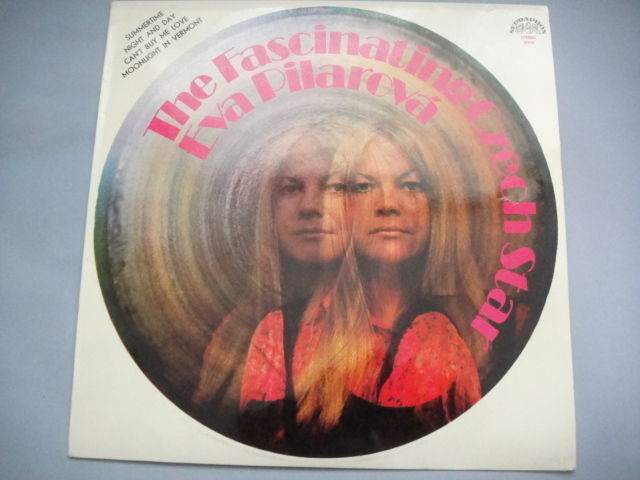 SUMMERTIME
NIGHT AND DAY
CAN'T BUY ME LOVE
MOONLIGHT IN VERMONT
SUPRAPHON
STEREO
The Fascinating Czech Star
Eva Pilarová